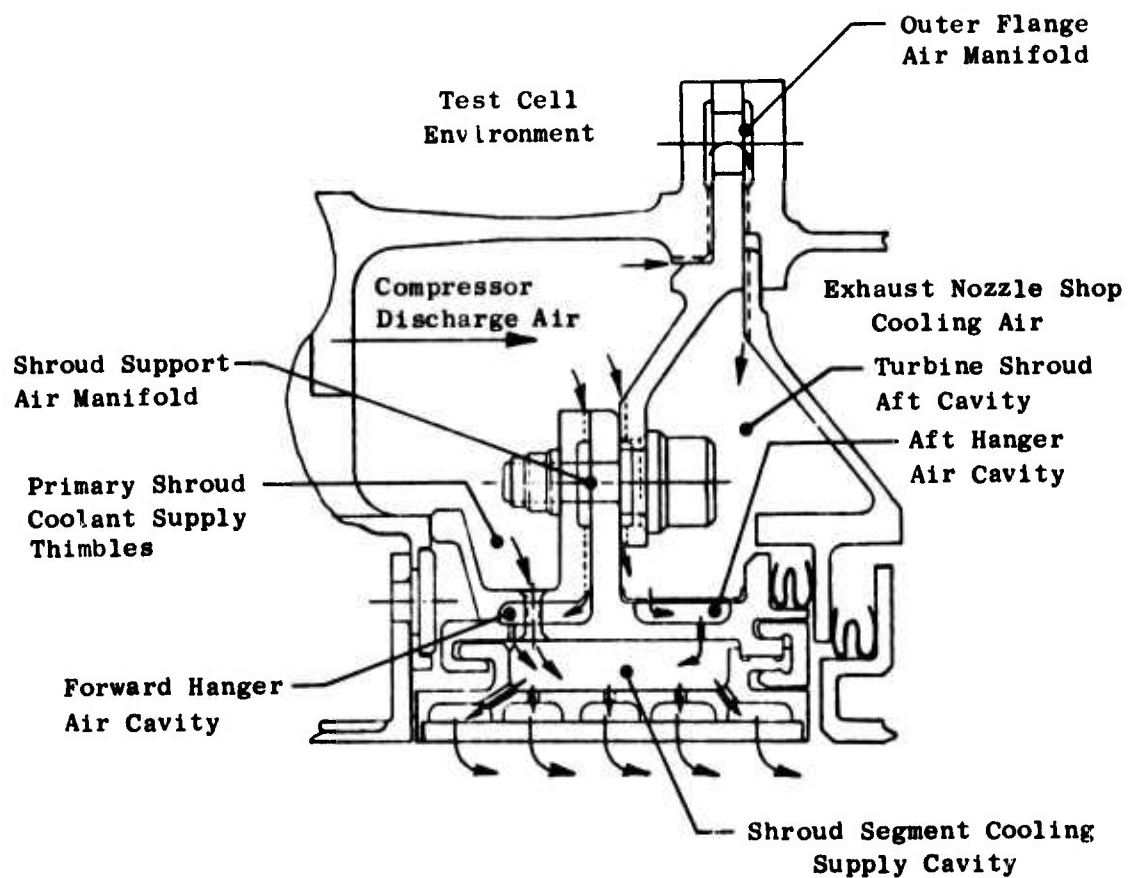 Outer Flange
Air Manifold
Test Cell
Environment
Compressor
Discharge Air
Exhaust Nozzle Shop
Cooling Air
Shroud Support
Air Manifold
Turbine Shroud
Aft Cavity
Aft Hanger
Air Cavity
Primary Shroud
Coolant Supply
Thimbles
Forward Hanger
Air Cavity
Shroud Segment Cooling
Supply Cavity